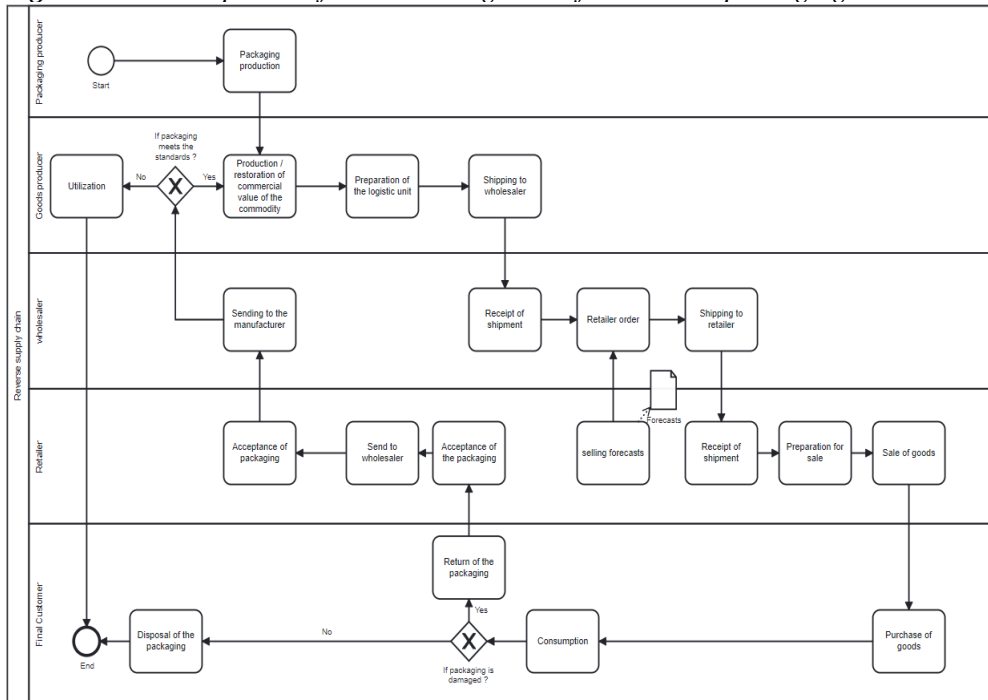 Reverse supply chain
Packaging producer
Start
Packaging
production
Goods producer
Utilization
No
If packaging
meets the
standards ?
Yes
Production /
restoration of
commercial
value of the
commodity
Preparation
of the logistic unit
Shipping to
wholesaler
wholesaler
Sending to the
manufacturer
Receipt of
shipment
Retailer order
Shipping to
retailer
Retailer
Acceptance of
packaging
Send to
wholesaler
Acceptance of
the packaging
selling forecasts
Forecasts
Receipt of
shipment
Preparation for
sale
Sale of goods
Final Customer
Return of the
packaging
Yes
End
Disposal of the
packaging
No
If packaging is
damaged ?
Consumption
Purchase of
goods